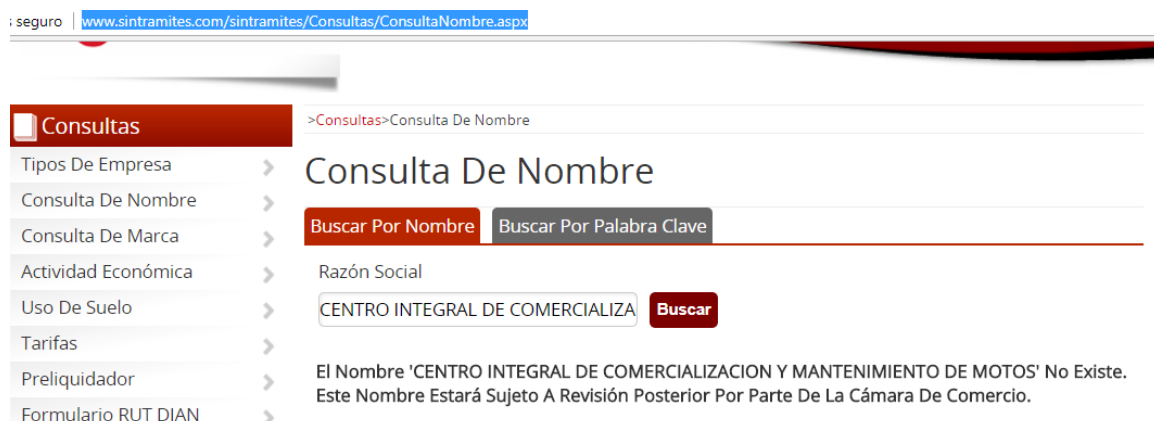 seguro www.sintramites.com/sintramites/Consultas/ConsultaNombre.aspx
Consultas
Tipos De Empresa
Consulta De Nombre
Consulta De Marca
Actividad Económica
Uso De Suelo
Tarifas
Preliquidador
Formulario RUT DIAN
>Consultas>Consulta De Nombre
Consulta De Nombre
Buscar Por Nombre Buscar Por Palabra Clave
Razón Social
CENTRO INTEGRAL DE COMERCIALIZA Buscar
El Nombre 'CENTRO INTEGRAL DE COMERCIALIZACION Y MANTENIMIENTO DE MOTOS' No Existe.
Este Nombre Estará Sujeto A Revisión Posterior Por Parte De La Cámara De Comercio.